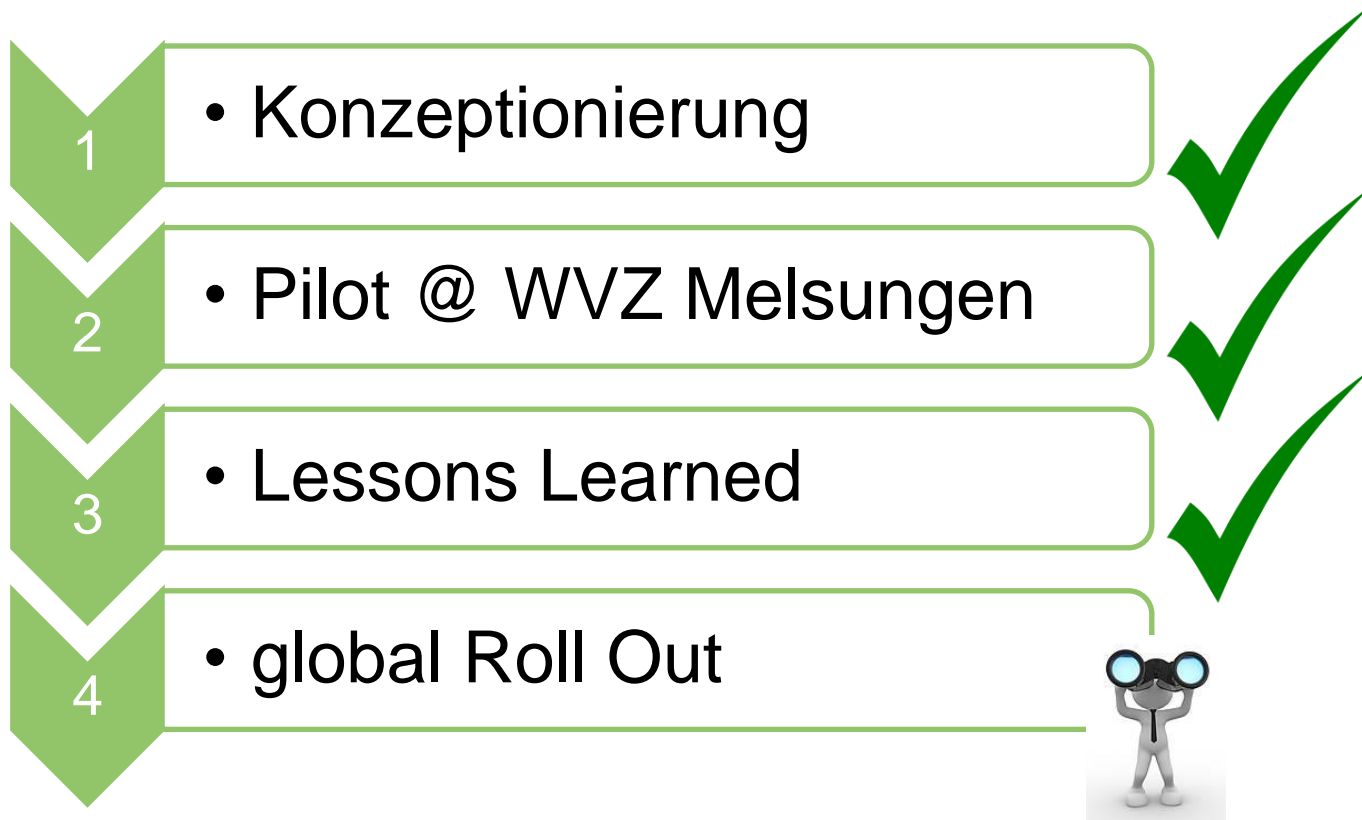 1
• Konzeptionierung
2
• Pilot @ WVZ Melsungen
3
• Lessons Learned
4
• global Roll Out